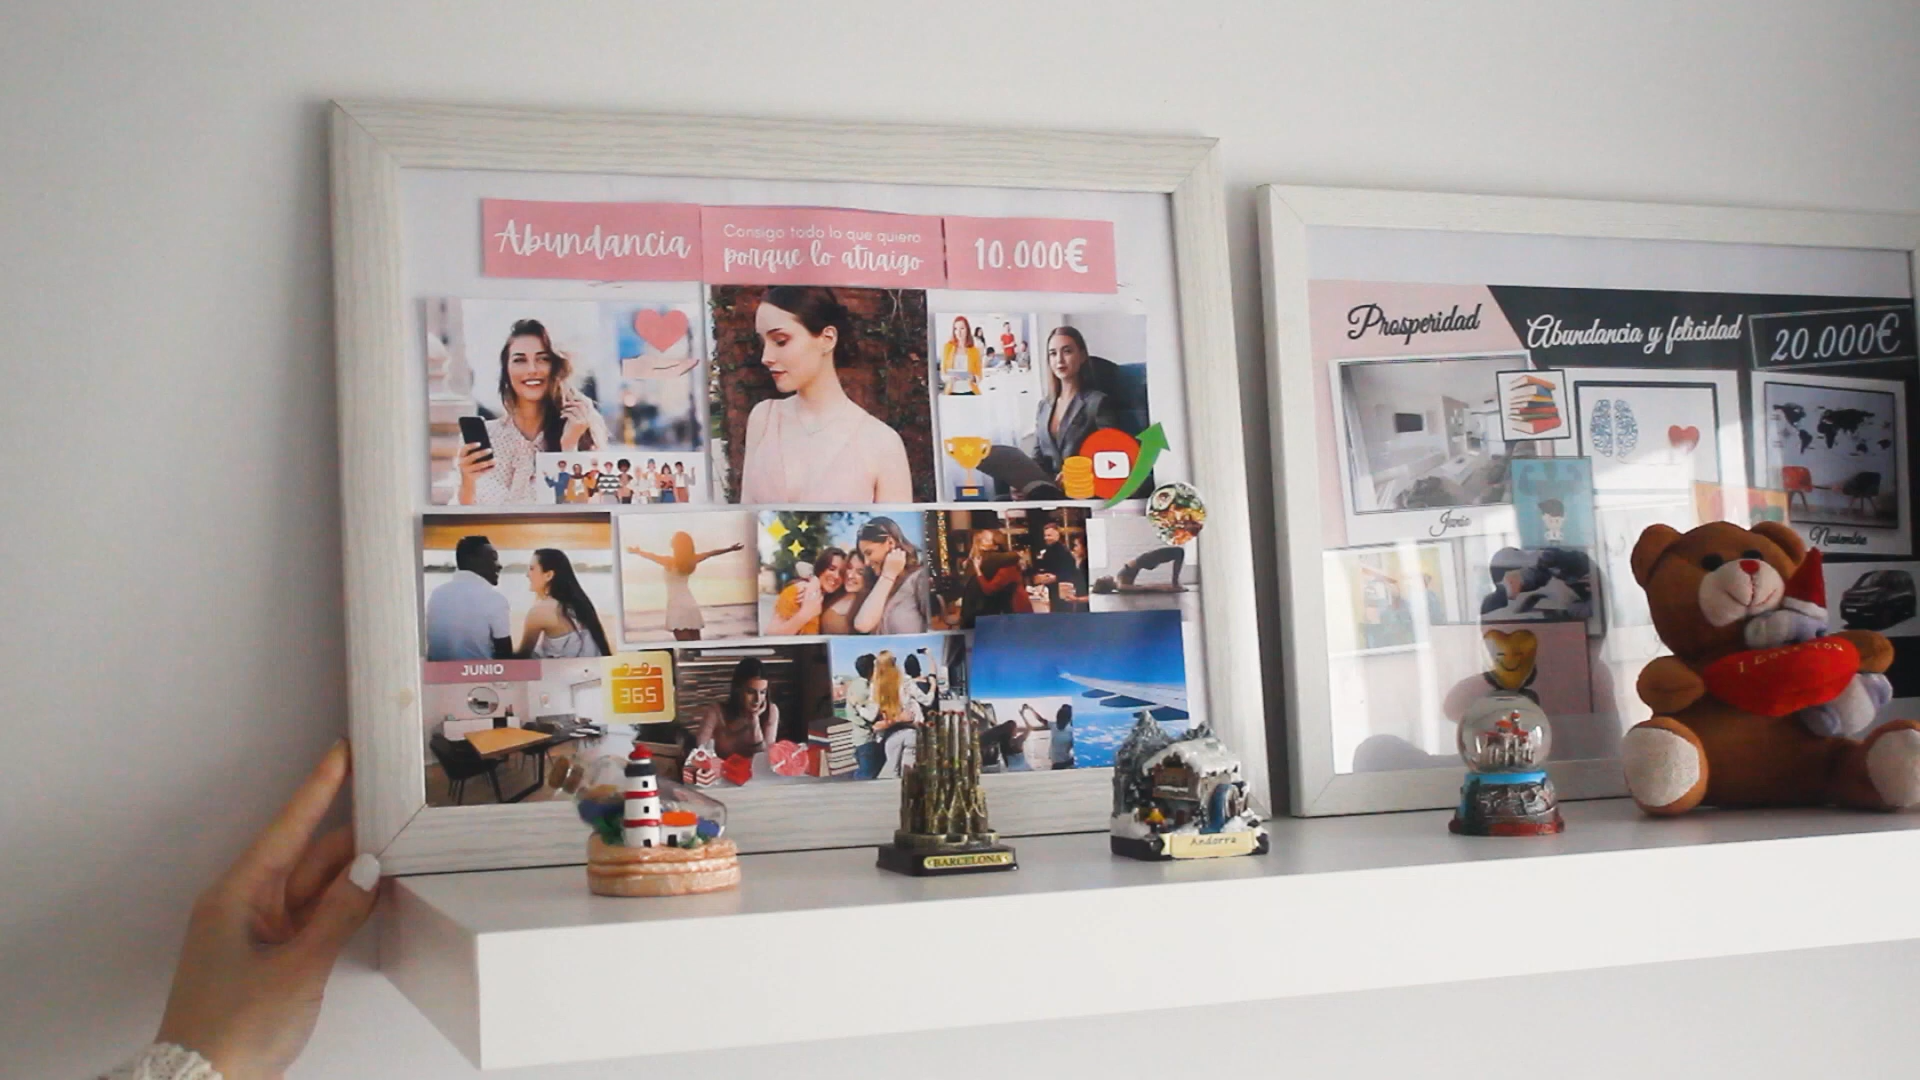 Abundancia
Consigo todo lo que quiero
porque lo atraigo
10.000€
JUNIO
365
BARCELONA
Andorra
Prosperidad
Abundancia y felicidad
20.000€
Junio
Noviembre
I LOVE YOU